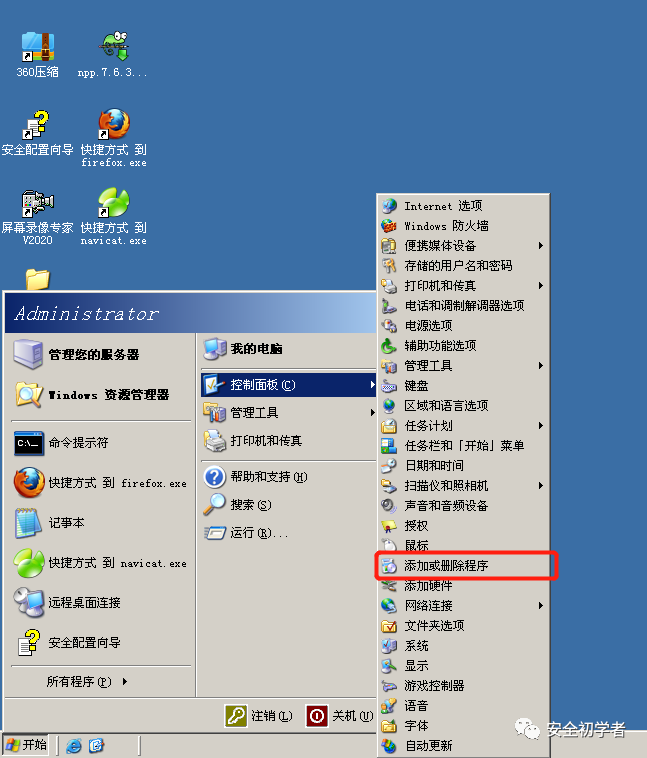 360压缩
npp.7.6.3...
安全配置向导
快捷方式 到
firefox.exe
屏幕录像专家
V2020
快捷方式 到
navicat.exe
Administrator
管理您的服务器
Windows 资源管理器
命令提示符
快捷方式 到 firefox.exe
记事本
快捷方式 到 navicat.exe
远程桌面连接
安全配置向导
所有程序(P)
我的电脑
控制面板(C)
管理工具
打印机和传真
帮助和支持(H)
搜索(S)
运行(R)...
注销(L)
关机(U)
开始
Internet 选项
Windows 防火墙
便携媒体设备
存储的用户名和密码
打印机和传真
电话和调制解调器选项
电源选项
辅助功能选项
管理工具
键盘
区域和语言选项
任务计划
任务栏和「开始」菜单
日期和时间
扫描仪和照相机
声音和音频设备
授权
鼠标
添加或删除程序
添加硬件
网络连接
文件夹选项
系统
显示
游戏控制器
语音
字体
自动更新
安全初学者